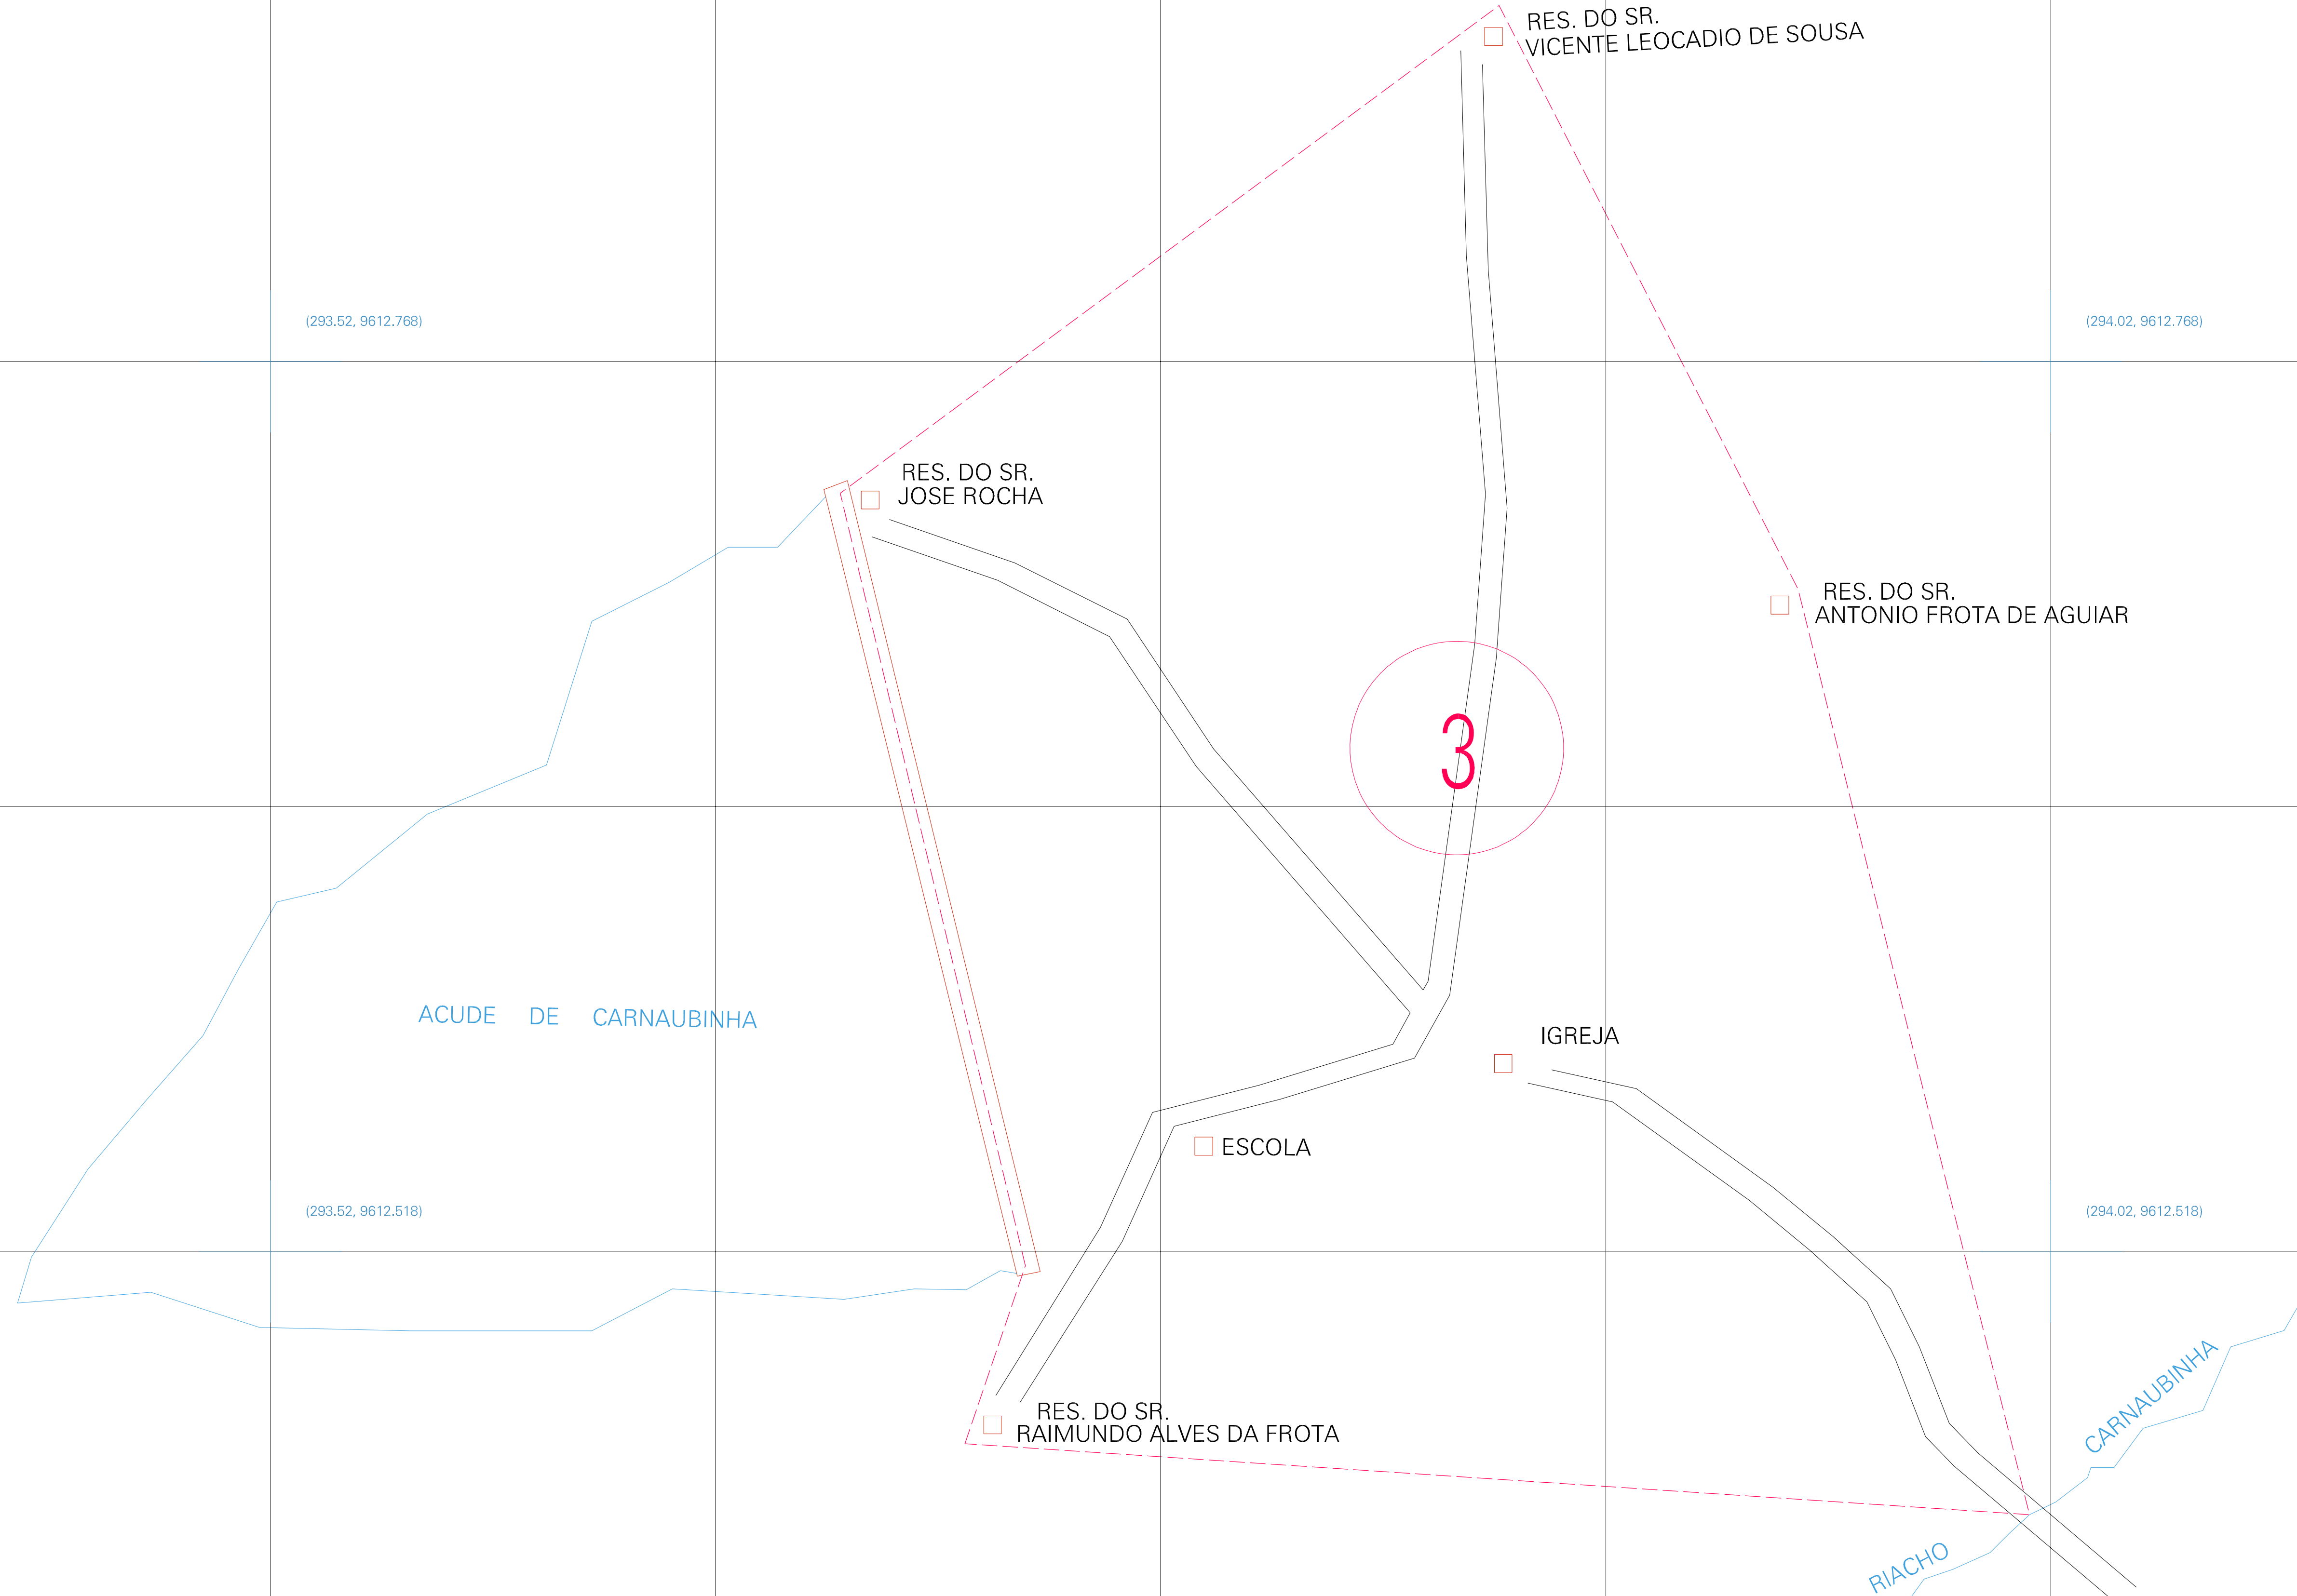 RES. DO SR.
VICENTE LEOCADIO DE SOUSA
(293.52, 9612.768)
(294.02, 9612.768)
RES. DO SR.
JOSE ROCHA
RES. DO SR.
ANTONIO FROTA DE AGUIAR
3
ACUDE DE CARNAUBINHA
IGREJA
ESCOLA
(293.52, 9612.518)
(294.02, 9612.518)
RES. DO SR.
RAIMUNDO ALVES DA FROTA
RIACHO CARNAUBINHA